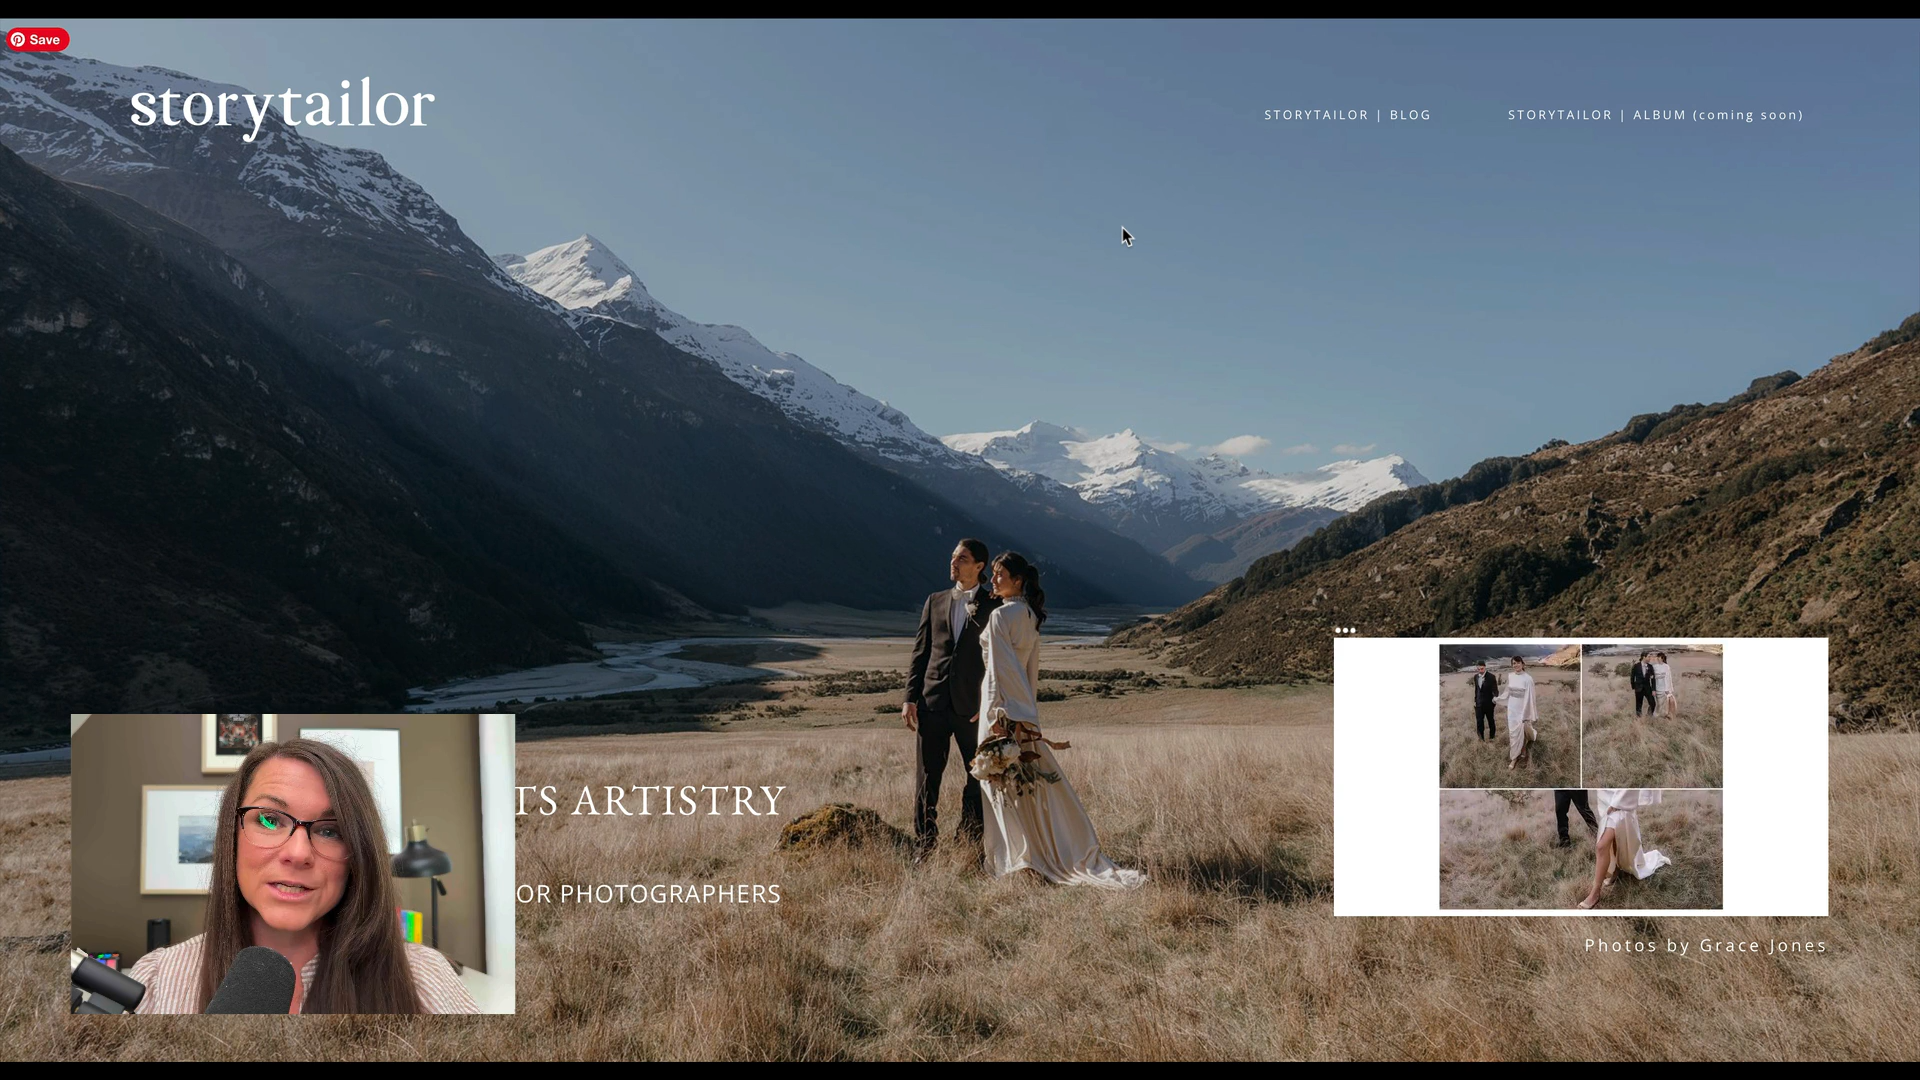 Save
storytailor
STORYTAILOR | BLOG
STORYTAILOR | ALBUM (coming soon)
TS ARTISTRY
OR PHOTOGRAPHERS
Photos by Grace Jones